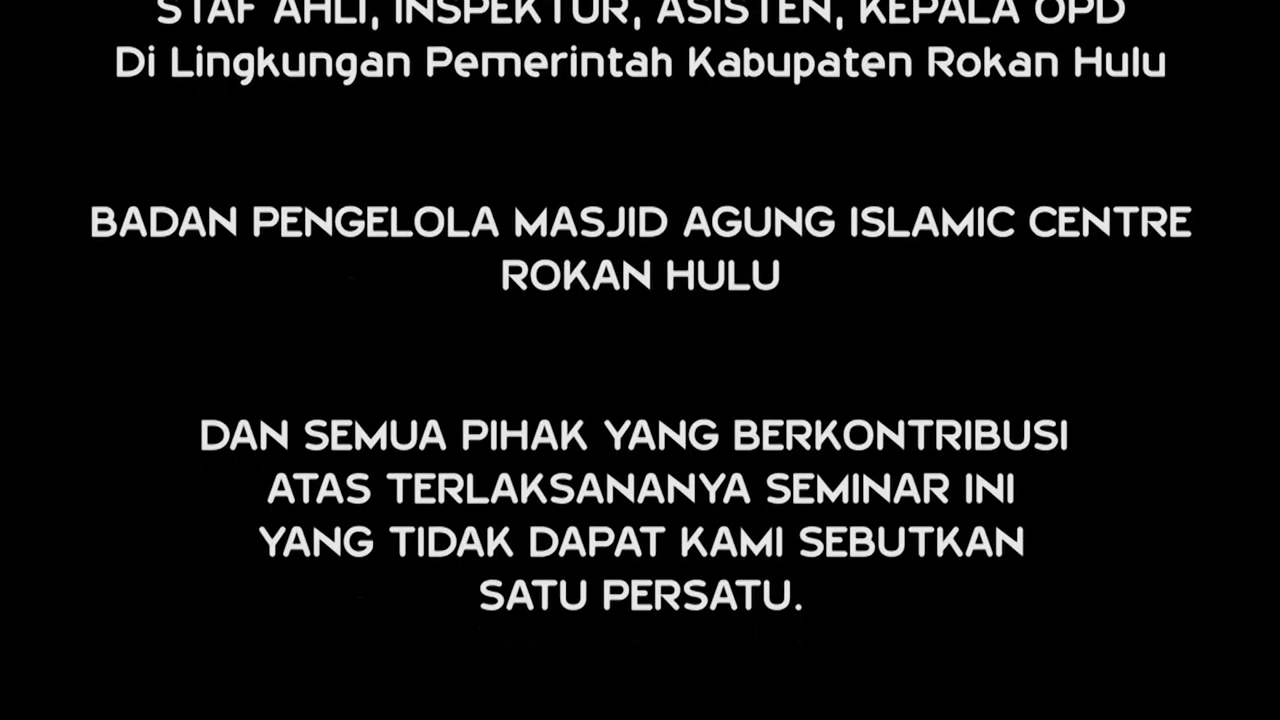 STAF AHLI, INSPEKTUR, ASISTEN, KEPALA OPD
Di Lingkungan Pemerintah Kabupaten Rokan Hulu
BADAN PENGELOLA MASJID AGUNG ISLAMIC CENTRE
ROKAN HULU
DAN SEMUA PIHAK YANG BERKONTRIBUSI
ATAS TERLAKSANANYA SEMINAR INI
YANG TIDAK DAPAT KAMI SEBUTKAN
SATU PERSATU.